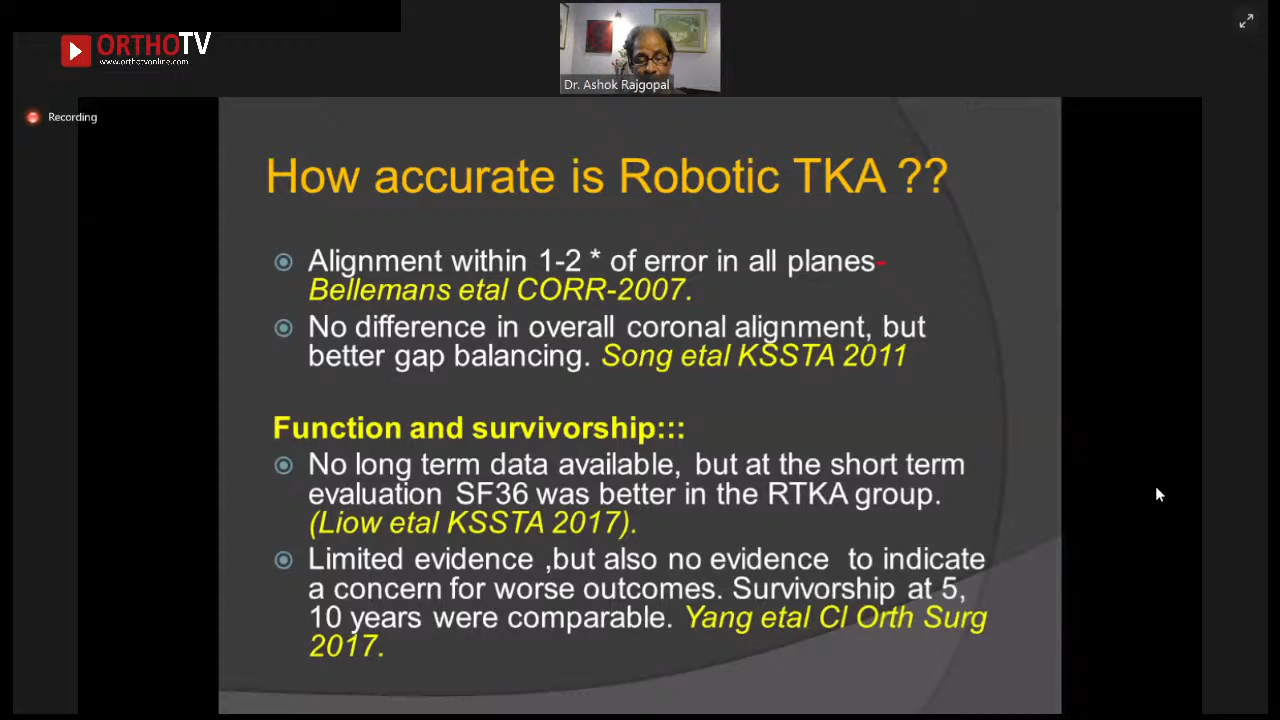 ORTHOTV
www.orthotvonline.com
Dr. Ashok Rajgopal
Recording
How accurate is Robotic TKA ??
Alignment within 1-2 * of error in all planes-
Bellemans etal CORR-2007.
No difference in overall coronal alignment, but
better gap balancing. Song etal KSSTA 2011
Function and survivorship:::
No long term data available, but at the short term
evaluation SF36 was better in the RTKA group.
(Liow etal KSSTA 2017).
Limited evidence ,but also no evidence to indicate
a concern for worse outcomes. Survivorship at 5,
10 years were comparable. Yang etal Cl Orth Surg
2017.